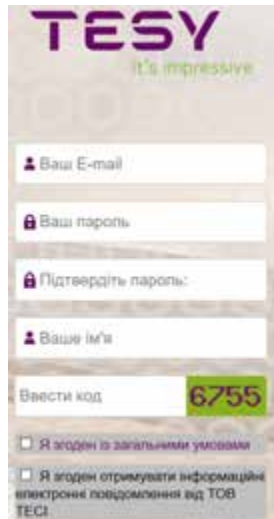 TESY
it's impressive
Ваш E-mail
Ваш пароль
Підтвердіть пароль:
Ваше ім'я
Ввести код
6755
Я згоден із загальними умовами
Я згоден отримувати інформаційні
електронні повідомлення від ТОВ
ТЕСІ